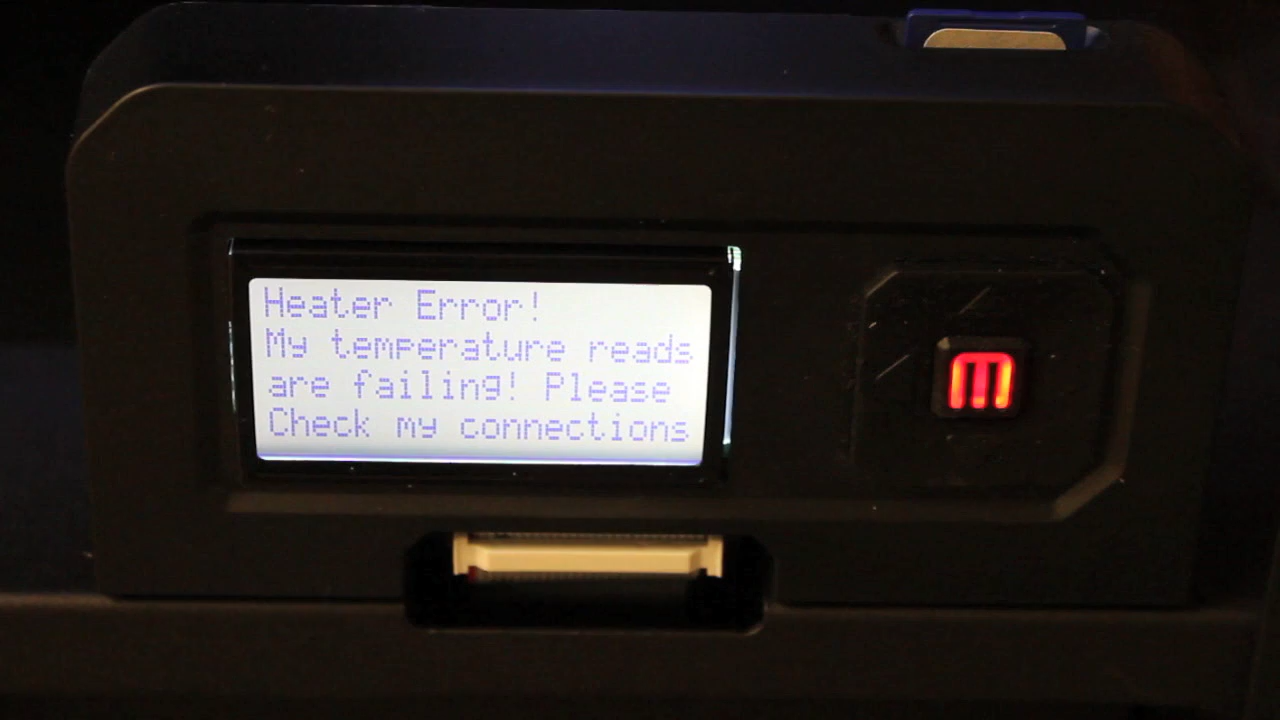 Heater Error!
My temperature reads
are failing! Please
Check my connections
M